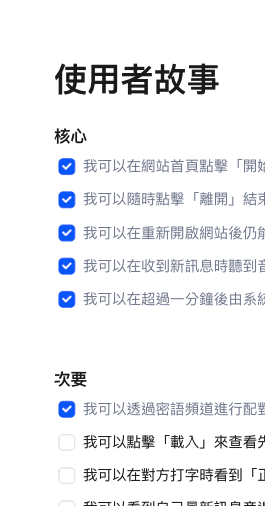 使用者故事
核心
我可以在網站首頁點擊「開始
我可以隨時點擊「離開」結束
我可以在重新開啟網站後仍能
我可以在收到新訊息時聽到音
我可以在超過一分鐘後由系統
次要
我可以透過密語頻道進行配對
我可以點擊「載入」來查看先
我可以在對方打字時看到「正